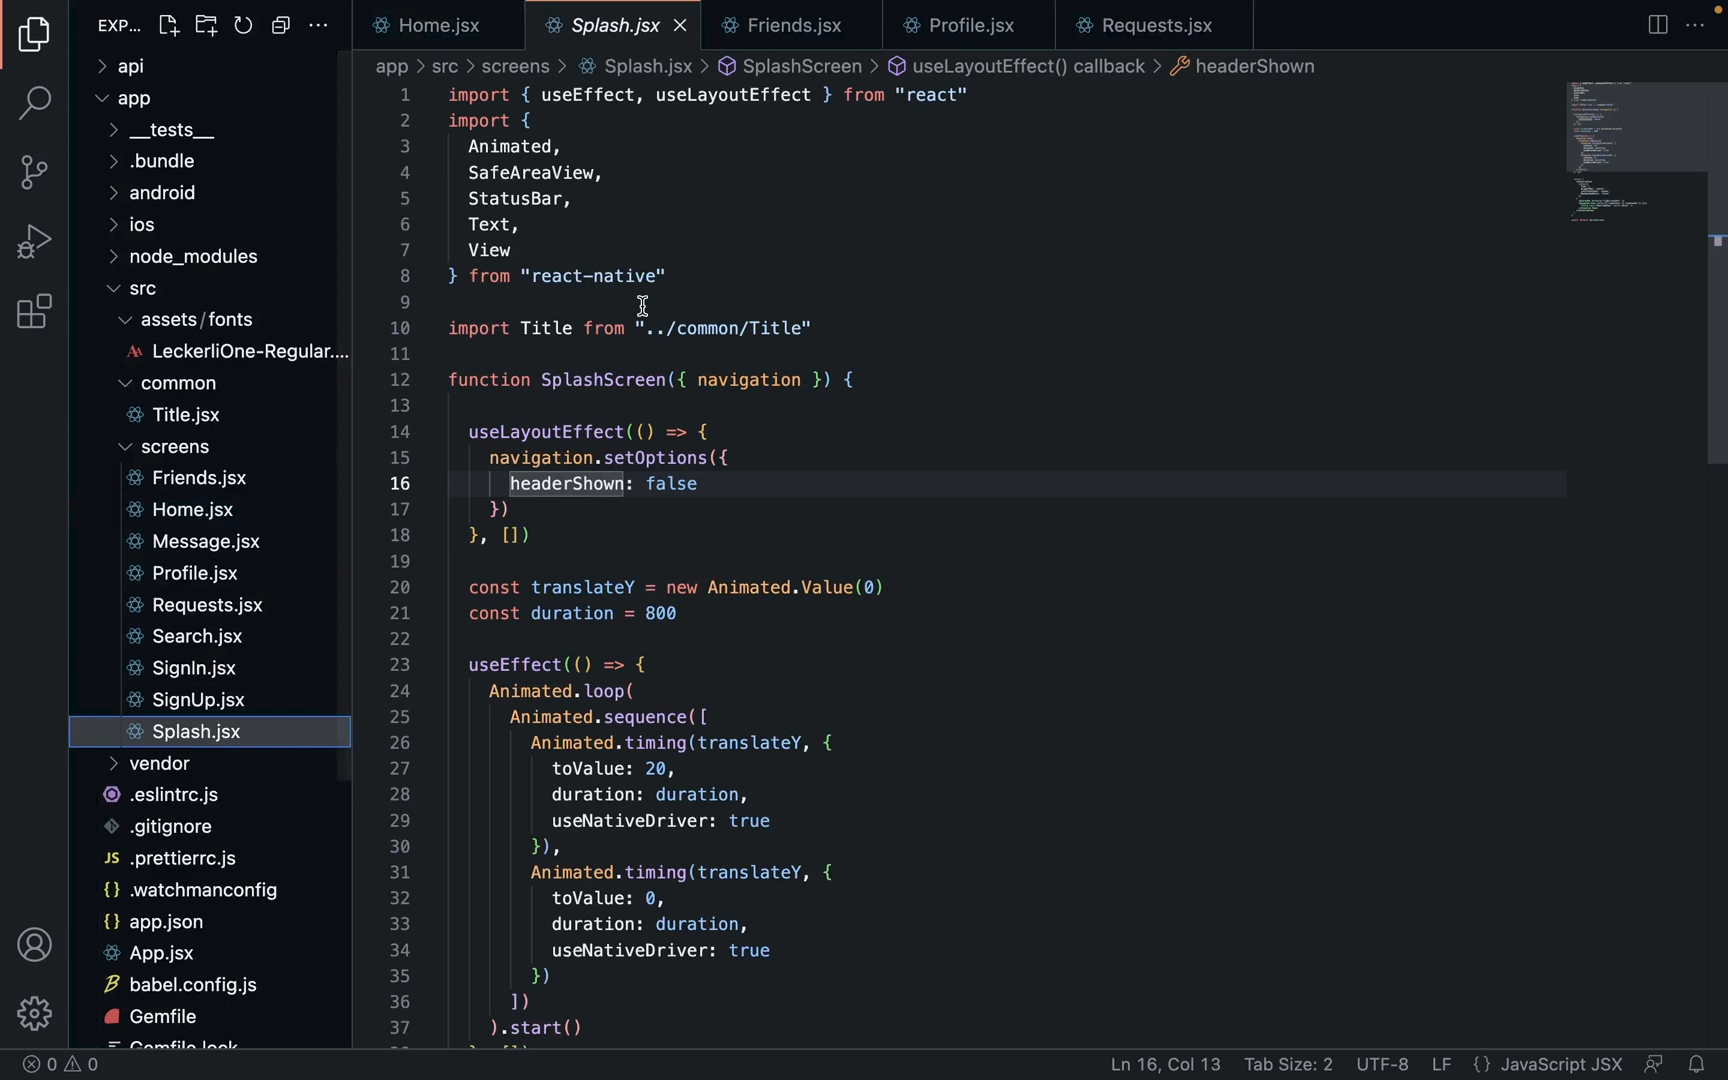 EXP...
api
app
__tests__
.bundle
android
ios
node_modules
src
assets/fonts
LeckerliOne-Regular....
common
Title.jsx
screens
Friends.jsx
Home.jsx
Message.jsx
Profile.jsx
Requests.jsx
Search.jsx
SignIn.jsx
SignUp.jsx
Splash.jsx
vendor
.eslintrc.js
.gitignore
JS .prettierrc.js
{} .watchmanconfig
{} app.json
App.jsx
babel.config.js
Gemfile
Gemfile.lock
Home.jsx Splash.jsx Friends.jsx Profile.jsx Requests.jsx
app > src > screens > Splash.jsx > SplashScreen > useLayoutEffect() callback > headerShown
1 import { useEffect, useLayoutEffect } from "react"
2 import {
3 Animated,
4 SafeAreaView,
5 StatusBar,
6 Text,
7 View
8 } from "react-native"
9
10 import Title from "../common/Title"
11
12 function SplashScreen({ navigation }) {
13
14 useLayoutEffect(() => {
15 navigation.setOptions({
16 headerShown: false
17 })
18 }, [])
19
20 const translateY = new Animated.Value(0)
21 const duration = 800
22
23 useEffect(() => {
24 Animated.loop(
25 Animated.sequence([
26 Animated.timing(translateY, {
27 toValue: 20,
28 duration: duration,
29 useNativeDriver: true
30 }),
31 Animated.timing(translateY, {
32 toValue: 0,
33 duration: duration,
34 useNativeDriver: true
35 })
36 ])
37 ).start()
0 0 Ln 16, Col 13 Tab Size: 2 UTF-8 LF {} JavaScript JSX